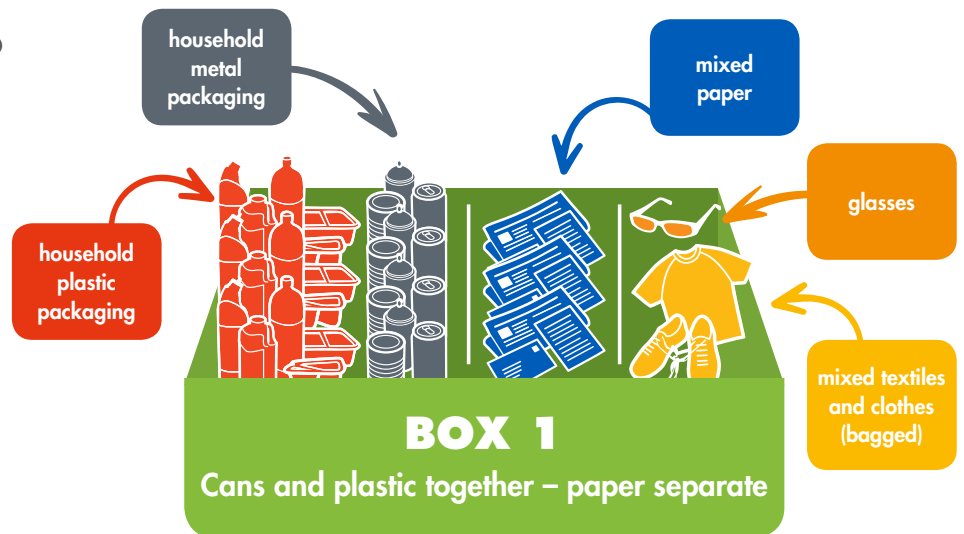 household
metal
packaging
mixed
paper
glasses
household
plastic
packaging
mixed textiles
and clothes
(bagged)
BOX 1
Cans and plastic together – paper separate